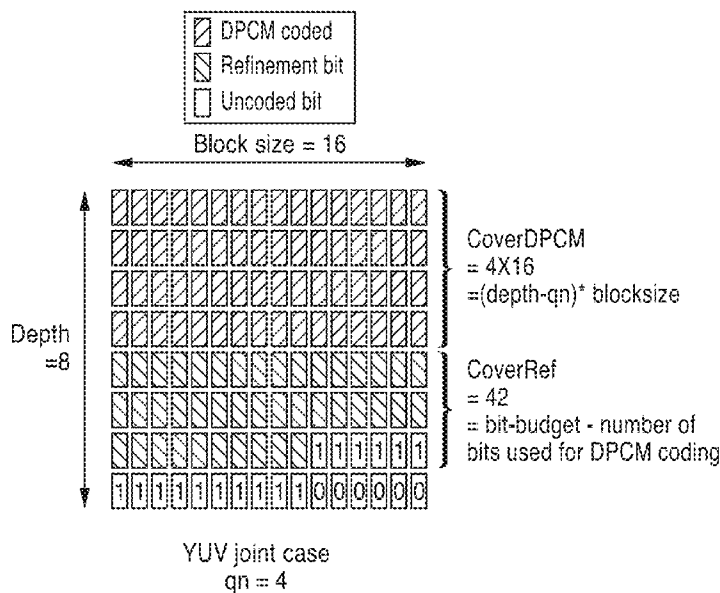 DPCM coded
Refinement bit
Uncoded bit
Block size = 16
CoverDPCM
= 4X16
=(depth-qn)* blocksize
Depth
=8
CoverRef
= 42
= bit-budget - number of
bits used for DPCM coding
1 1 1 1 1 1
1 1 1 1 1 1 1 1 1 1 0 0 0 0 0 0
YUV joint case
qn = 4